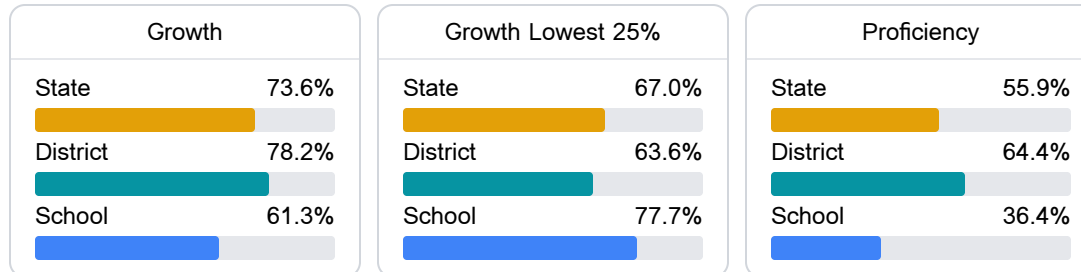 Growth
State 73.6%
District 78.2%
School 61.3%
Growth Lowest 25%
State 67.0%
District 63.6%
School 77.7%
Proficiency
State 55.9%
District 64.4%
School 36.4%